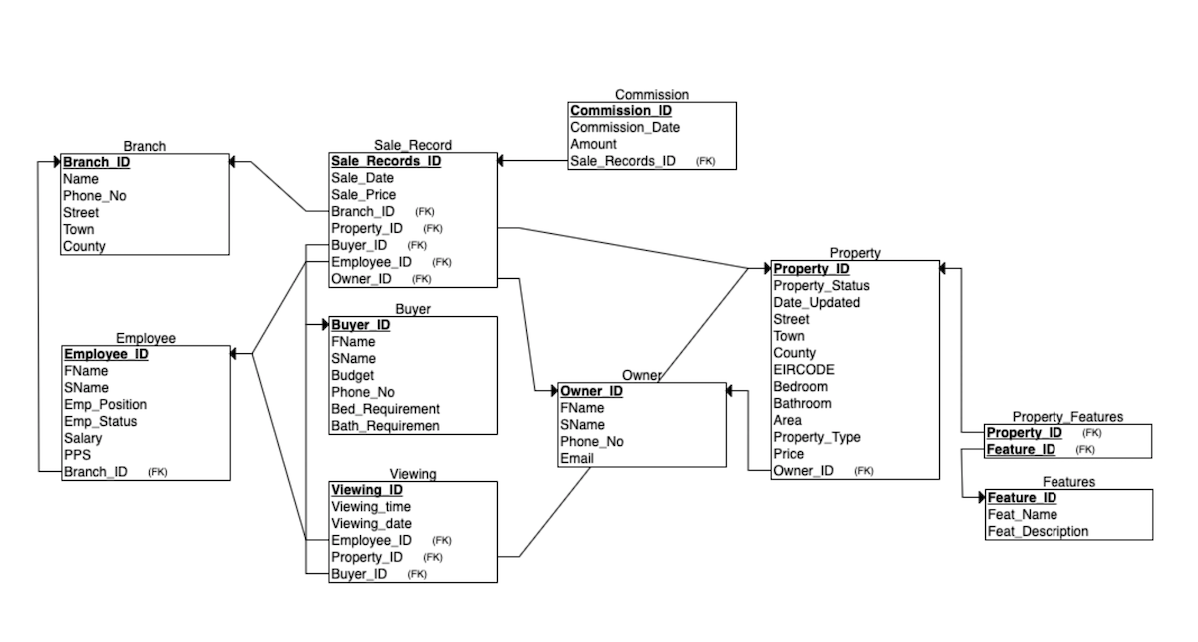 Commission
Commission_ID
Commission_Date
Amount
Sale_Records_ID (FK)
Branch
Branch_ID
Name
Phone_No
Street
Town
County
Sale_Record
Sale_Records_ID
Sale_Date
Sale_Price
Branch_ID (FK)
Property_ID (FK)
Buyer_ID (FK)
Employee_ID (FK)
Owner_ID (FK)
Property
Property_ID
Property_Status
Date_Updated
Street
Town
County
EIRCODE
Bedroom
Bathroom
Area
Property_Type
Price
Owner_ID (FK)
Buyer
Buyer_ID
FName
SName
Budget
Phone_No
Bed_Requirement
Bath_Requiremen
Employee
Employee_ID
FName
SName
Emp_Position
Emp_Status
Salary
PPS
Branch_ID (FK)
Owner
Owner_ID
FName
SName
Phone_No
Email
Property_Features
Property_ID (FK)
Feature_ID (FK)
Viewing
Viewing_ID
Viewing_time
Viewing_date
Employee_ID (FK)
Property_ID (FK)
Buyer_ID (FK)
Features
Feature_ID
Feat_Name
Feat_Description